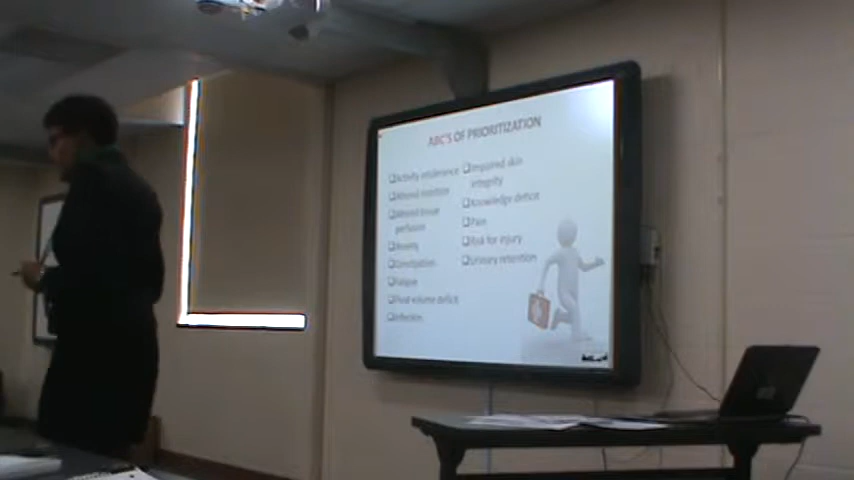 ABC'S OF PRIORITIZATION
❑Activity intolerance
❑Altered nutrition
❑Altered tissue
perfusion
❑Anxiety
❑Constipation
❑Fatigue
❑Fluid volume deficit
❑Infection
❑Impaired skin
integrity
❑Knowledge deficit
❑Pain
❑Risk for injury
❑Urinary retention